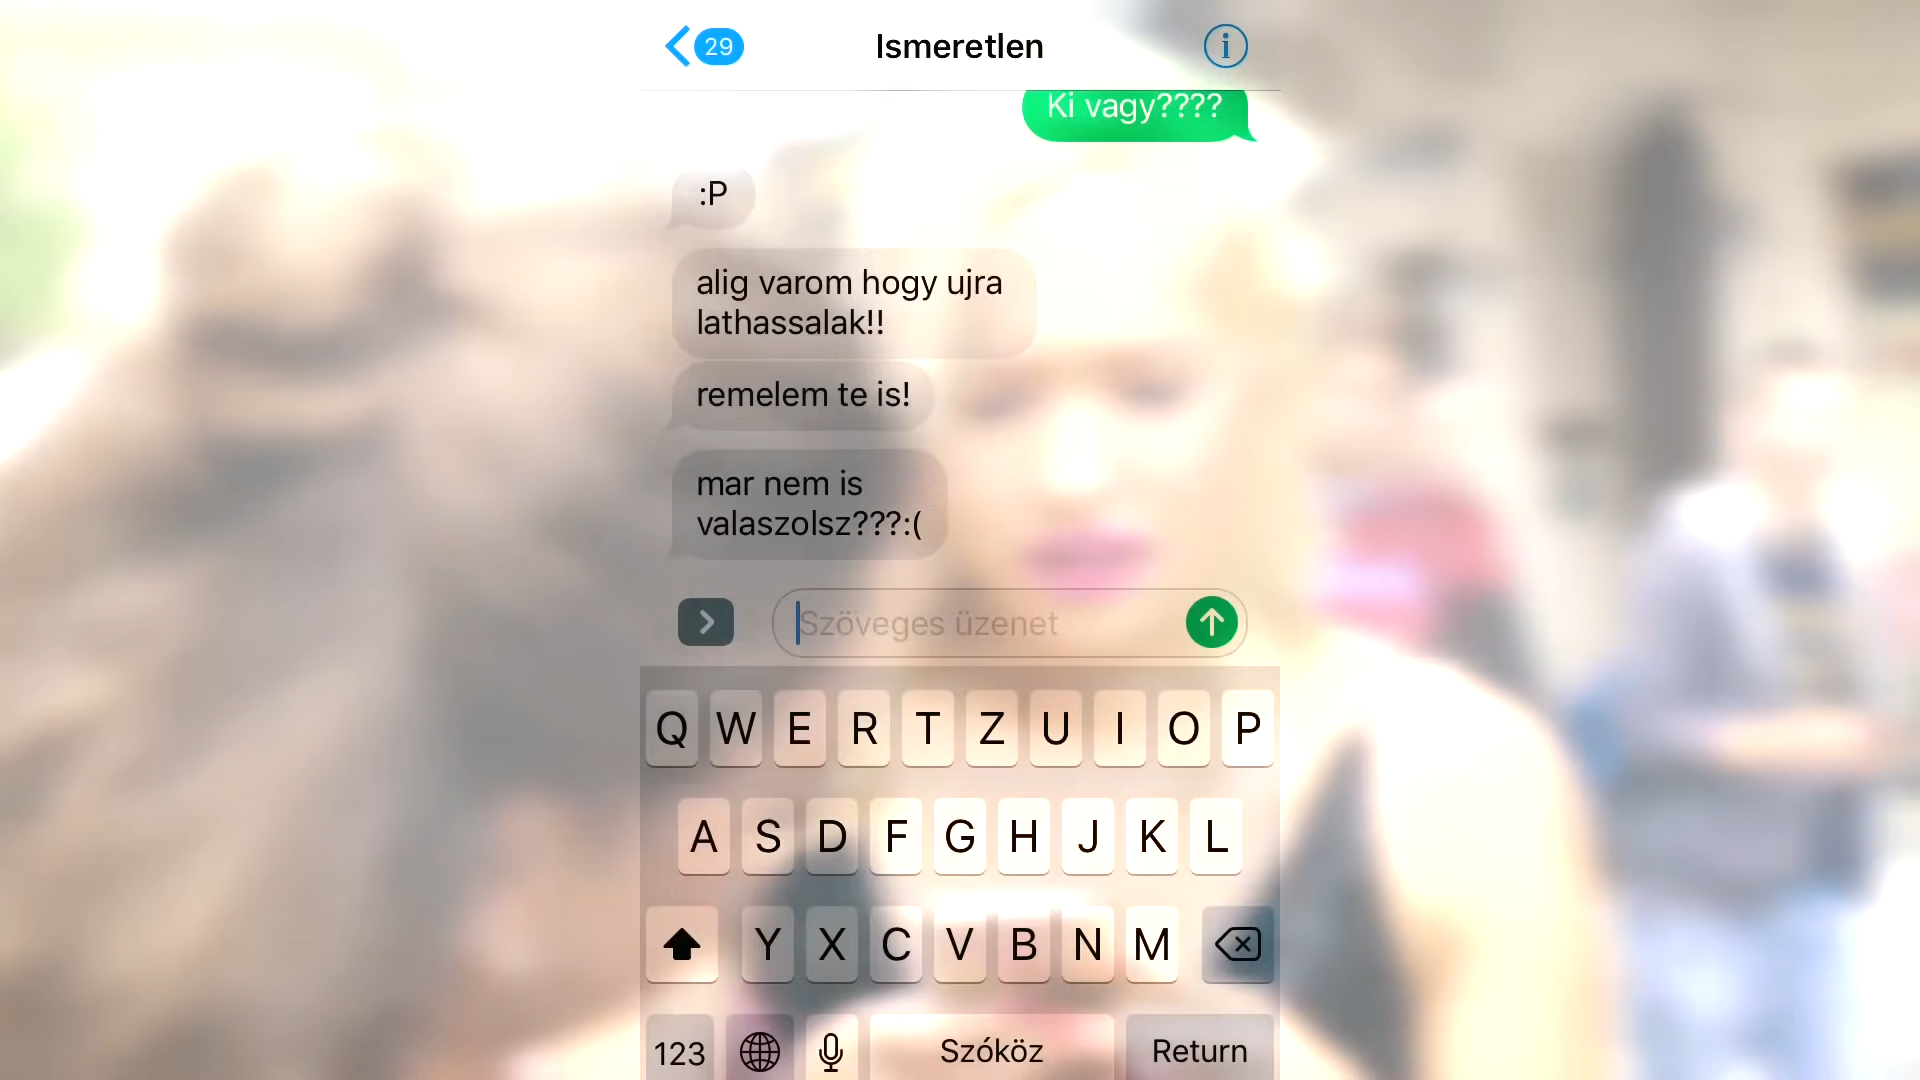 29
Ismeretlen
Ki vagy????
:P
alig varom hogy ujra
lathassalak!!
remelem te is!
mar nem is
valaszolsz???:(
Szöveges üzenet
Q W E R T Z U I O P
A S D F G H J K L
Y X C V B N M
123
Szóköz
Return